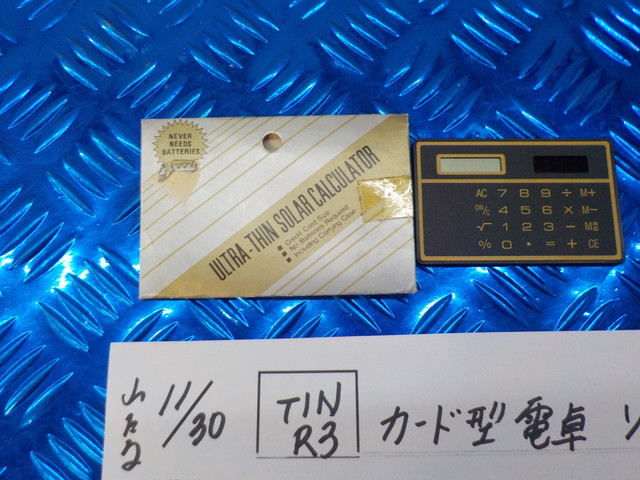 NEVER
NEEDS
BATTERIES
ULTRA-THIN SOLAR CALCULATOR
■ Credit Card Size
■ No Batteries Required
■ Including Carrying Case
AC 7 8 9 ÷ M+
ON/C 4 5 6 × M−
√ 1 2 3 − MR
% 0 · = + CE
11/30
TIN
R3
カード型電卓 ソ